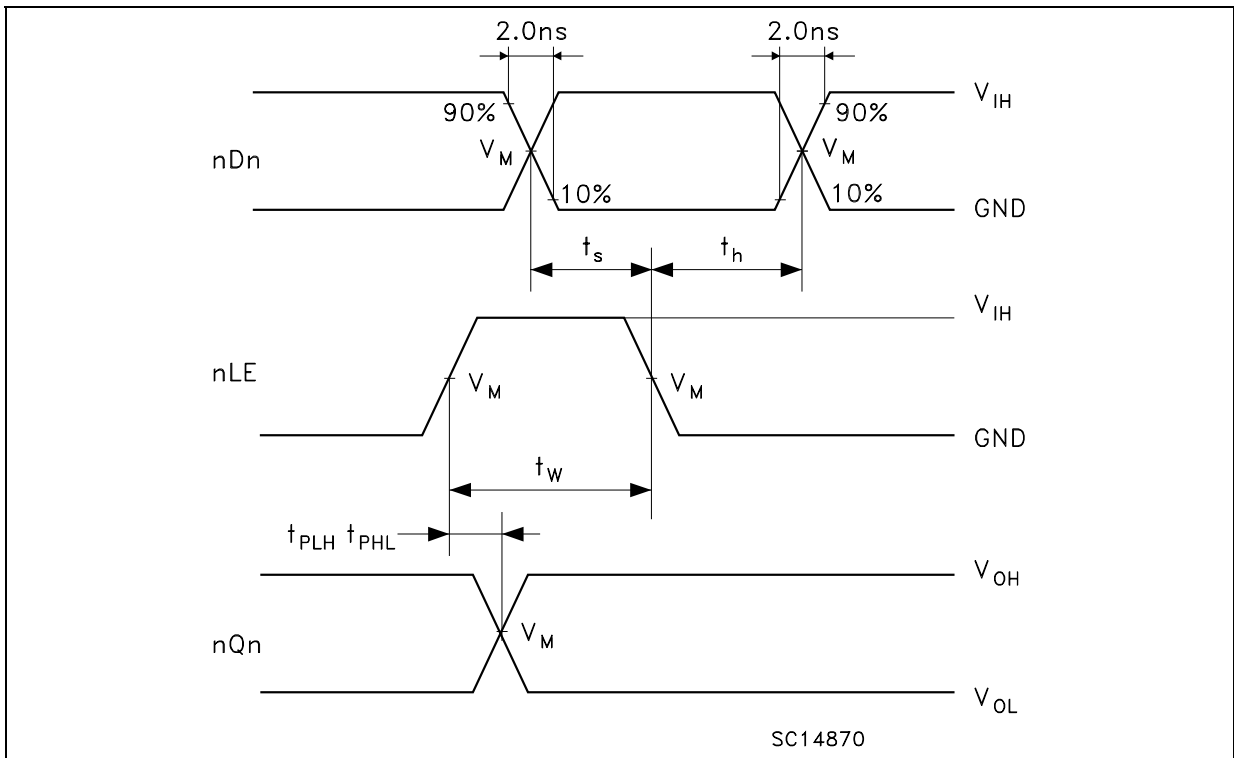 2.0ns 2.0ns
V_IH
90% 90%
nDn V_M V_M
10% 10%
GND
t_s t_h
V_IH
nLE V_M V_M
GND
t_W
t_PLH t_PHL
V_OH
nQn V_M
V_OL
SC14870